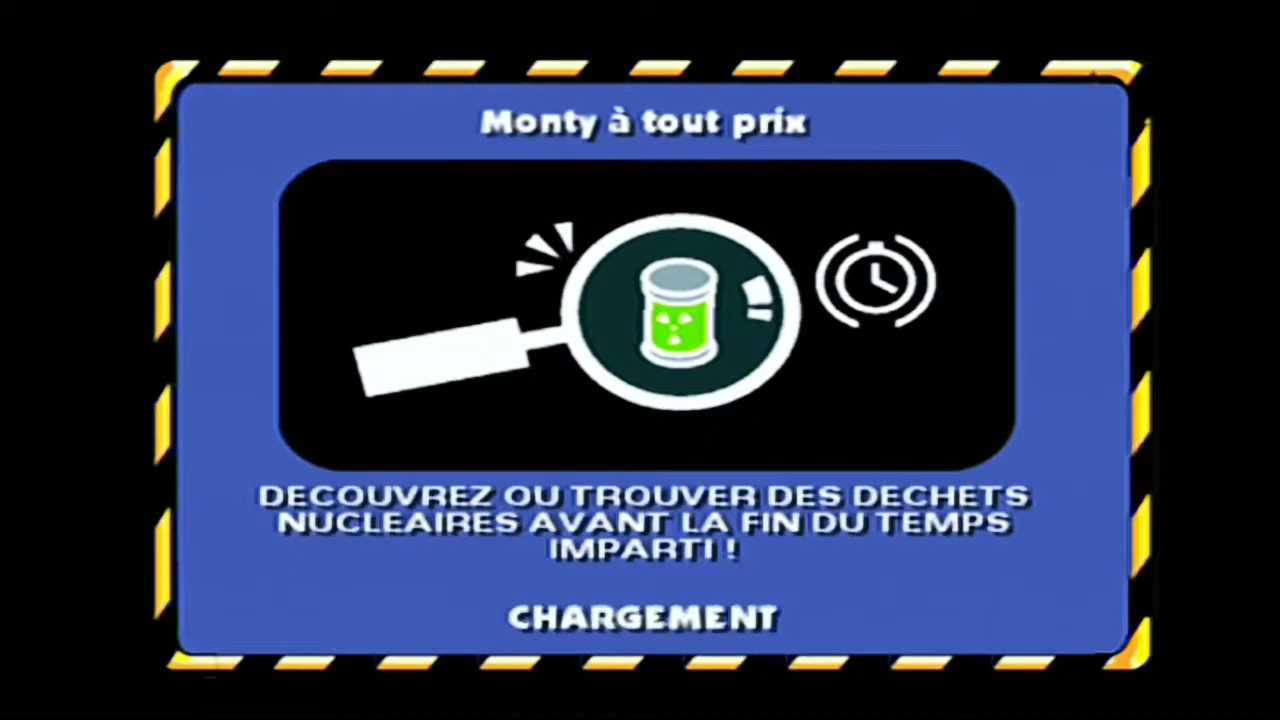 Monty à tout prix
DECOUVREZ OU TROUVER DES DECHETS
NUCLEAIRES AVANT LA FIN DU TEMPS
IMPARTI !
CHARGEMENT